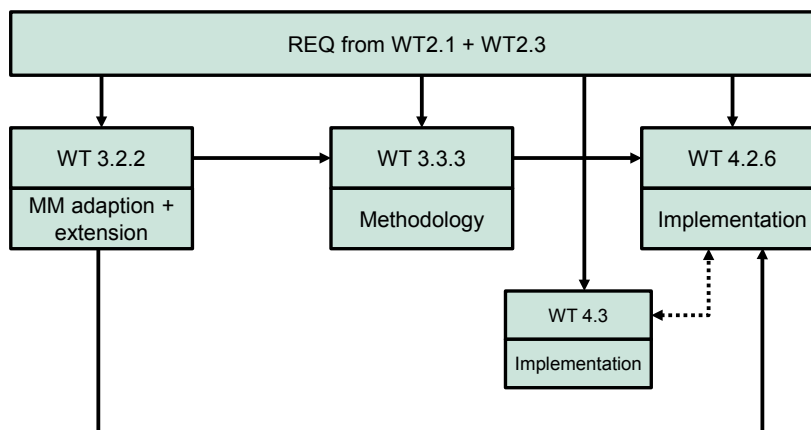 REQ from WT2.1 + WT2.3
WT 3.2.2
WT 3.3.3
WT 4.2.6
MM adaption +
extension
Methodology
Implementation
WT 4.3
Implementation